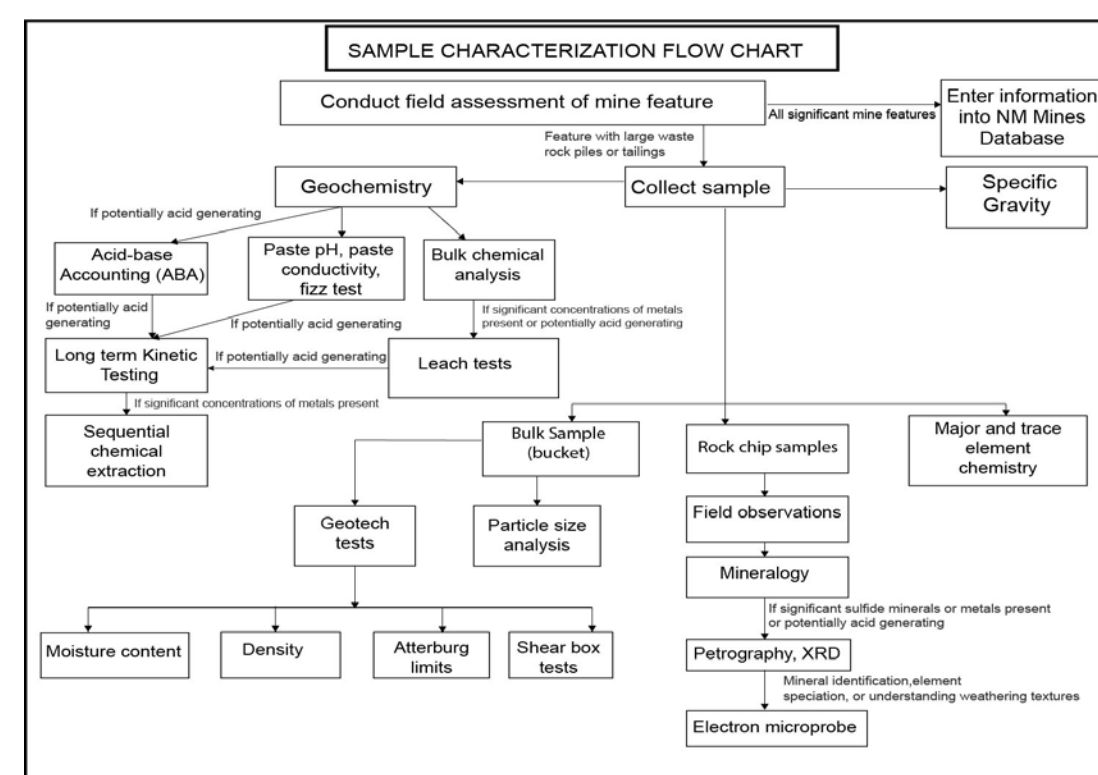 SAMPLE CHARACTERIZATION FLOW CHART
Conduct field assessment of mine feature
All significant mine features
Enter information
into NM Mines
Database
Feature with large waste
rock piles or tailings
Geochemistry
Collect sample
Specific
Gravity
If potentially acid generating
Acid-base
Accounting (ABA)
Paste pH, paste
conductivity,
fizz test
Bulk chemical
analysis
If potentially acid
generating
If potentially acid generating
If significant concentrations of metals
present or potentially acid generating
Long term Kinetic
Testing
If potentially acid generating
Leach tests
If significant concentrations of metals present
Sequential
chemical
extraction
Bulk Sample
(bucket)
Rock chip samples
Major and trace
element
chemistry
Geotech
tests
Particle size
analysis
Field observations
Mineralogy
If significant sulfide minerals or metals present
or potentially acid generating
Moisture content
Density
Atterburg
limits
Shear box
tests
Petrography, XRD
Mineral identification,element
speciation, or understanding weathering textures
Electron microprobe